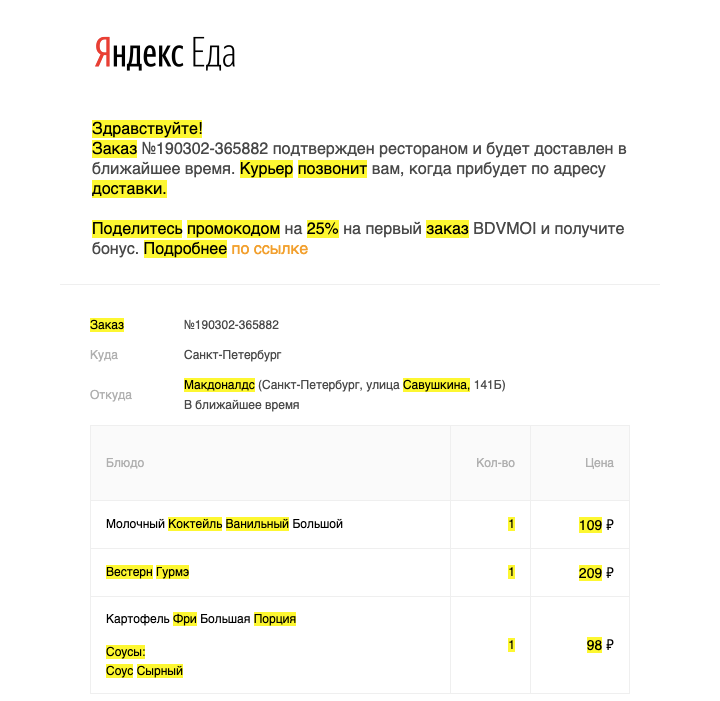 Яндекс Еда
Здравствуйте!
Заказ №190302-365882 подтвержден рестораном и будет доставлен в
ближайшее время. Курьер позвонит вам, когда прибудет по адресу
доставки.
Поделитесь промокодом на 25% на первый заказ BDVMOI и получите
бонус. Подробнее по ссылке
Заказ №190302-365882
Куда Санкт-Петербург
Откуда Макдоналдс (Санкт-Петербург, улица Савушкина, 141Б)
В ближайшее время
Блюдо Кол-во Цена
Молочный Коктейль Ванильный Большой 1 109 ₽
Вестерн Гурмэ 1 209 ₽
Картофель Фри Большая Порция 1 98 ₽
Соусы:
Соус Сырный